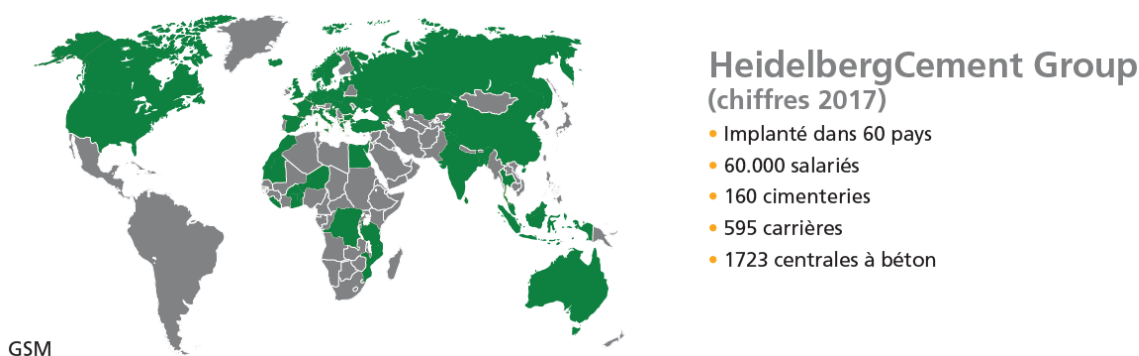 HeidelbergCement Group
(chiffres 2017)
• Implanté dans 60 pays
• 60.000 salariés
• 160 cimenteries
• 595 carrières
• 1723 centrales à béton
GSM